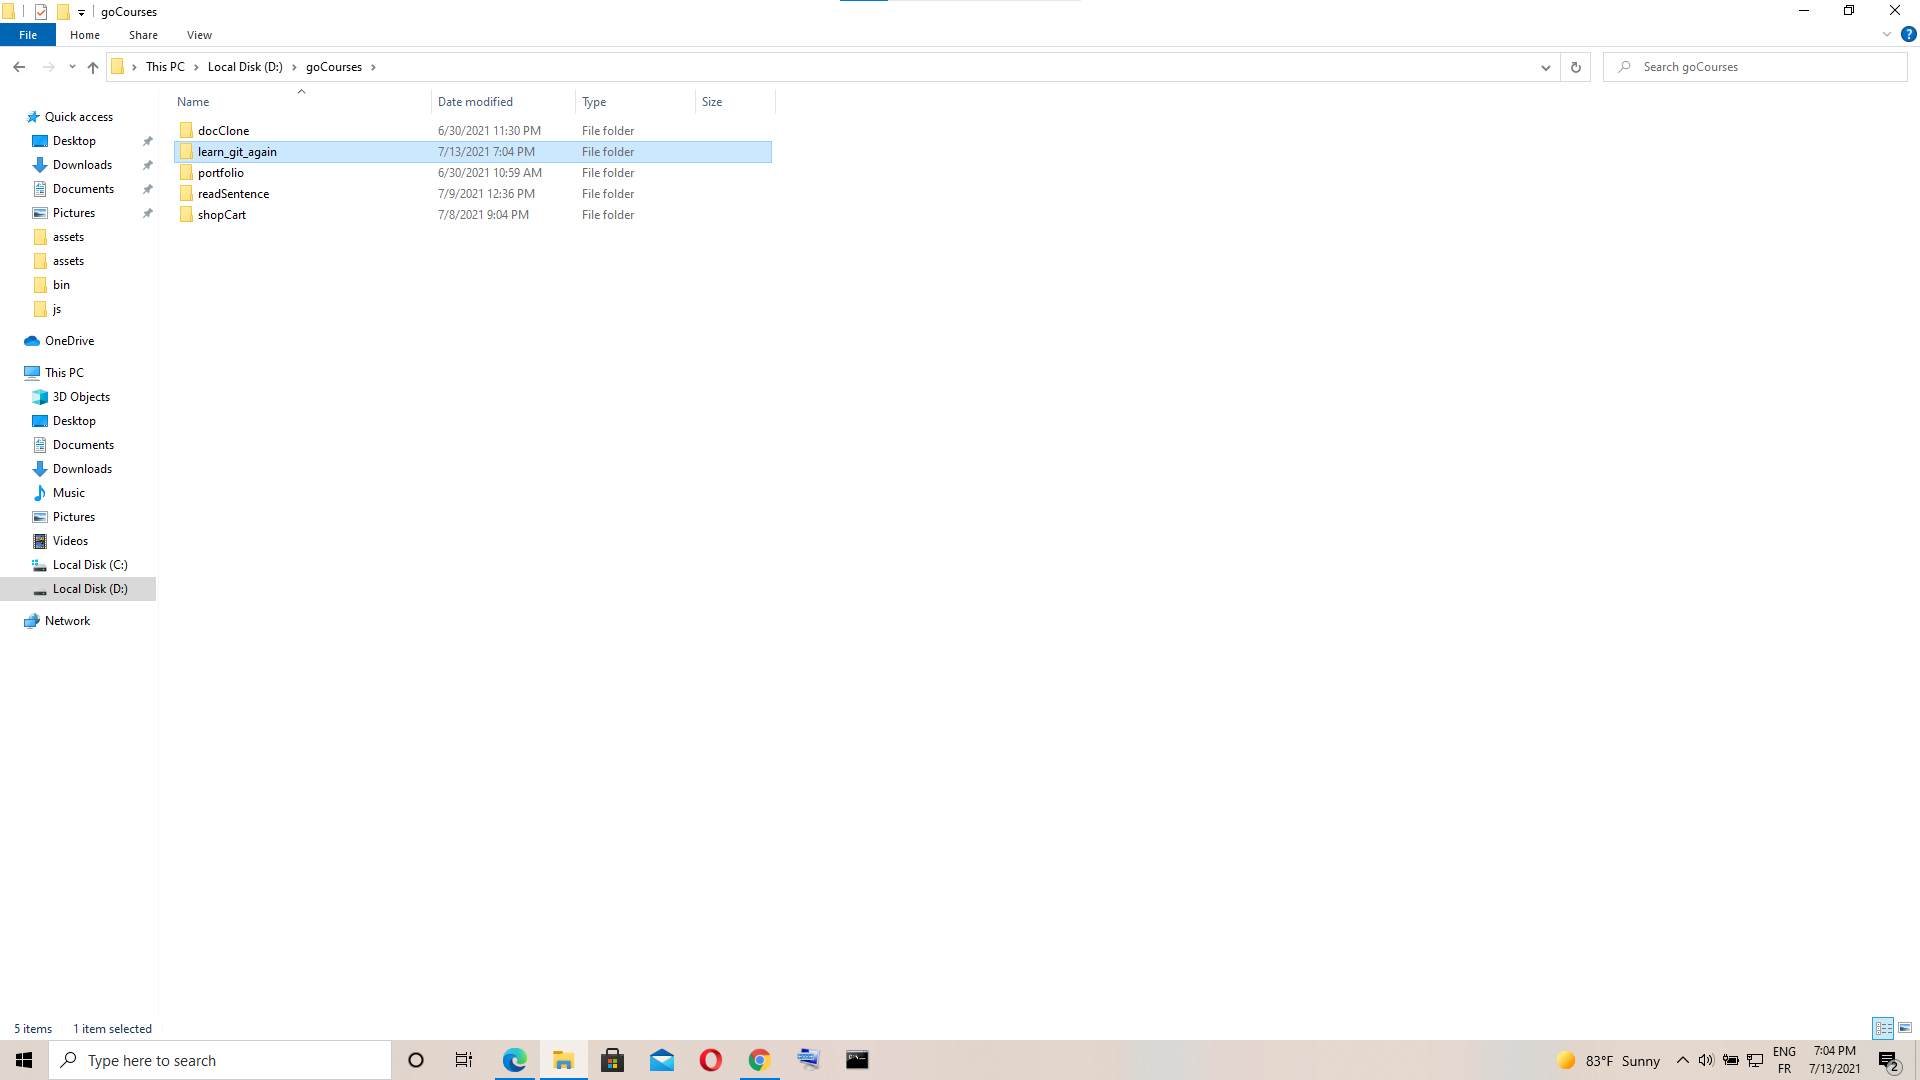 goCourses
File Home Share View
This PC Local Disk (D:) goCourses
Search goCourses
Name Date modified Type Size
docClone 6/30/2021 11:30 PM File folder
learn_git_again 7/13/2021 7:04 PM File folder
portfolio 6/30/2021 10:59 AM File folder
readSentence 7/9/2021 12:36 PM File folder
shopCart 7/8/2021 9:04 PM File folder
Quick access
Desktop
Downloads
Documents
Pictures
assets
assets
bin
js
OneDrive
This PC
3D Objects
Desktop
Documents
Downloads
Music
Pictures
Videos
Local Disk (C:)
Local Disk (D:)
Network
5 items 1 item selected
Type here to search
83°F Sunny
ENG
FR
7:04 PM
7/13/2021
2